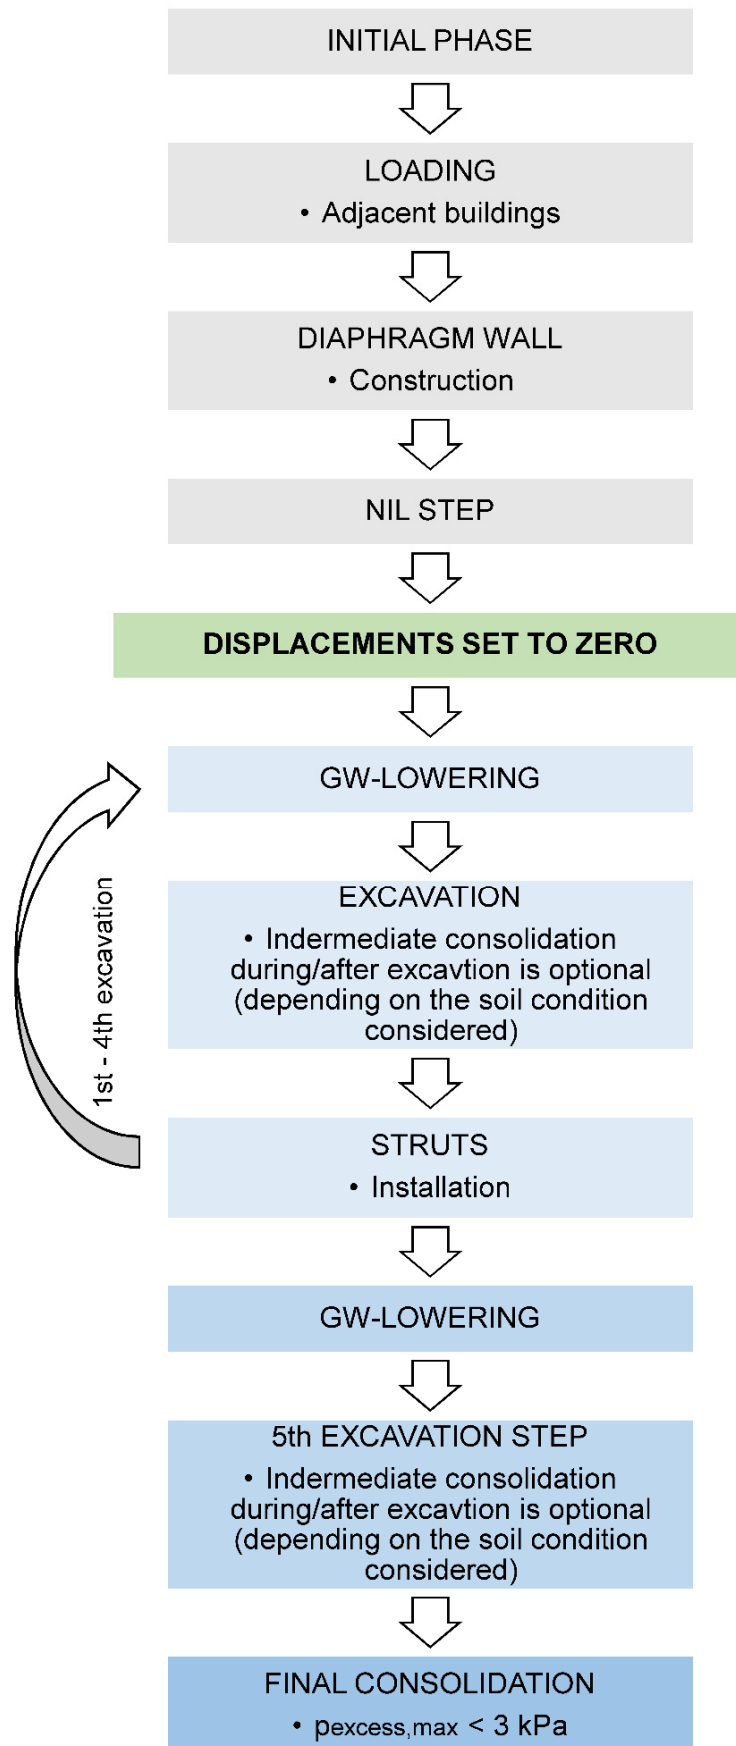 INITIAL PHASE
LOADING
• Adjacent buildings
DIAPHRAGM WALL
• Construction
NIL STEP
DISPLACEMENTS SET TO ZERO
GW-LOWERING
EXCAVATION
• Indermediate consolidation
during/after excavtion is optional
(depending on the soil condition
considered)
1st - 4th excavation
STRUTS
• Installation
GW-LOWERING
5th EXCAVATION STEP
• Indermediate consolidation
during/after excavtion is optional
(depending on the soil condition
considered)
FINAL CONSOLIDATION
• pexcess,max < 3 kPa